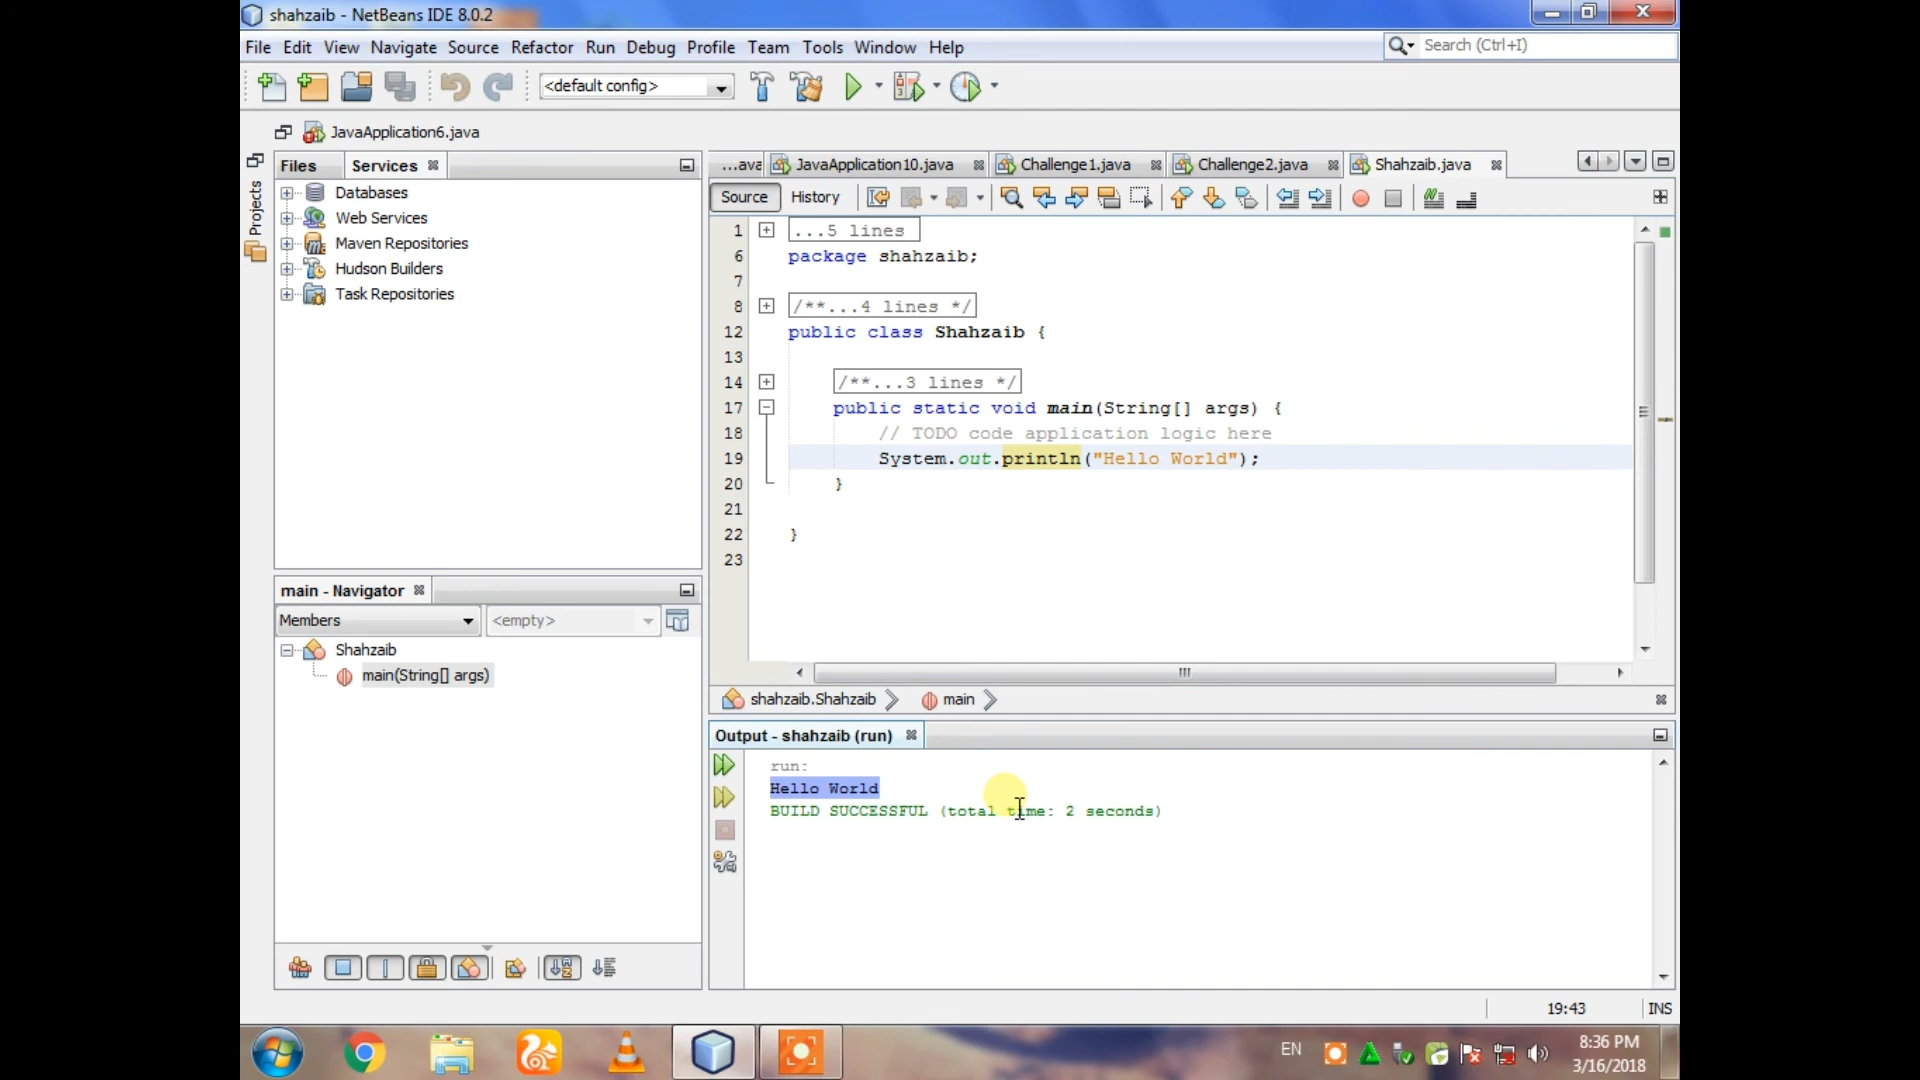 shahzaib - NetBeans IDE 8.0.2
File Edit View Navigate Source Refactor Run Debug Profile Team Tools Window Help
Search (Ctrl+I)
<default config>
JavaApplication6.java
Projects
Files Services
Databases
Web Services
Maven Repositories
Hudson Builders
Task Repositories
...ava JavaApplication10.java Challenge1.java Challenge2.java Shahzaib.java
Source History
1 ...5 lines
6 package shahzaib;
7
8 /**...4 lines */
12 public class Shahzaib {
13
14 /**...3 lines */
17 public static void main(String[] args) {
18 // TODO code application logic here
19 System.out.println("Hello World");
20 }
21
22 }
23
shahzaib.Shahzaib main
main - Navigator
Members <empty>
Shahzaib
main(String[] args)
Output - shahzaib (run)
run:
Hello World
BUILD SUCCESSFUL (total time: 2 seconds)
19:43 INS
EN
8:36 PM
3/16/2018